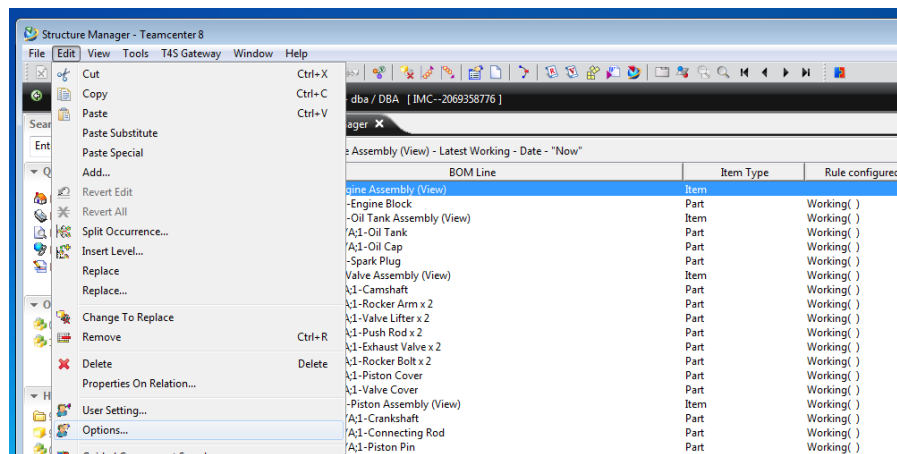 Structure Manager - Teamcenter 8
File Edit View Tools T4S Gateway Window Help
Cut Ctrl+X
Copy Ctrl+C
Paste Ctrl+V
Paste Substitute
Paste Special
Add...
Revert Edit
Revert All
Split Occurrence...
Insert Level...
Replace
Replace...
Change To Replace
Remove Ctrl+R
Delete Delete
Properties On Relation...
User Setting...
Options...
- dba / DBA [ IMC--2069358776 ]
Sear
ager
Ent
Assembly (View) - Latest Working - Date - "Now"
BOM Line Item Type Rule configured
gine Assembly (View) Item
-Engine Block Part Working( )
-Oil Tank Assembly (View) Item Working( )
/A;1-Oil Tank Part Working( )
/A;1-Oil Cap Part Working( )
-Spark Plug Part Working( )
Valve Assembly (View) Item Working( )
A;1-Camshaft Part Working( )
A;1-Rocker Arm x 2 Part Working( )
A;1-Valve Lifter x 2 Part Working( )
A;1-Push Rod x 2 Part Working( )
A;1-Exhaust Valve x 2 Part Working( )
A;1-Rocker Bolt x 2 Part Working( )
A;1-Piston Cover Part Working( )
A;1-Valve Cover Part Working( )
-Piston Assembly (View) Item Working( )
/A;1-Crankshaft Part Working( )
/A;1-Connecting Rod Part Working( )
/A;1-Piston Pin Part Working( )